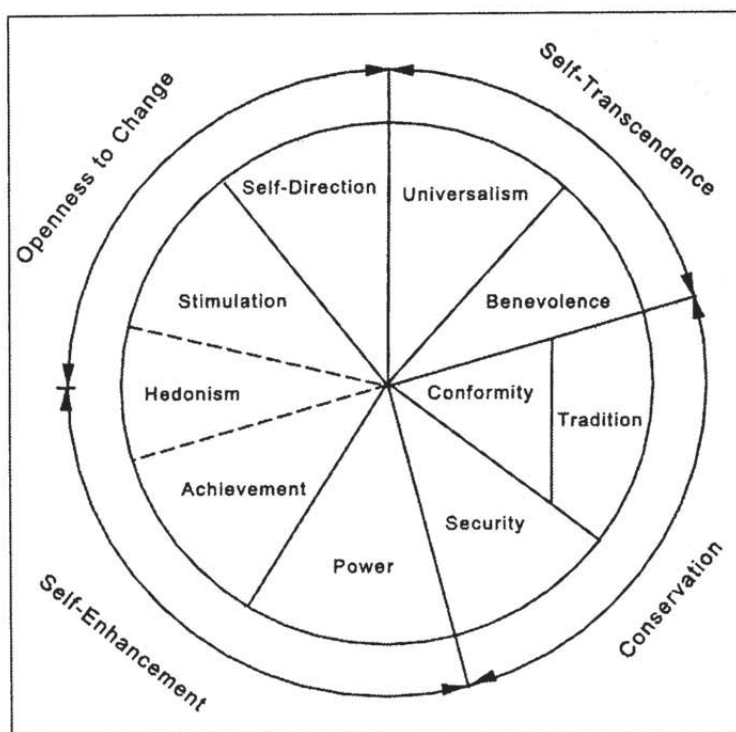 Openness to Change
Self-Transcendence
Self-Direction
Universalism
Stimulation
Benevolence
Hedonism
Conformity
Tradition
Achievement
Security
Power
Self-Enhancement
Conservation